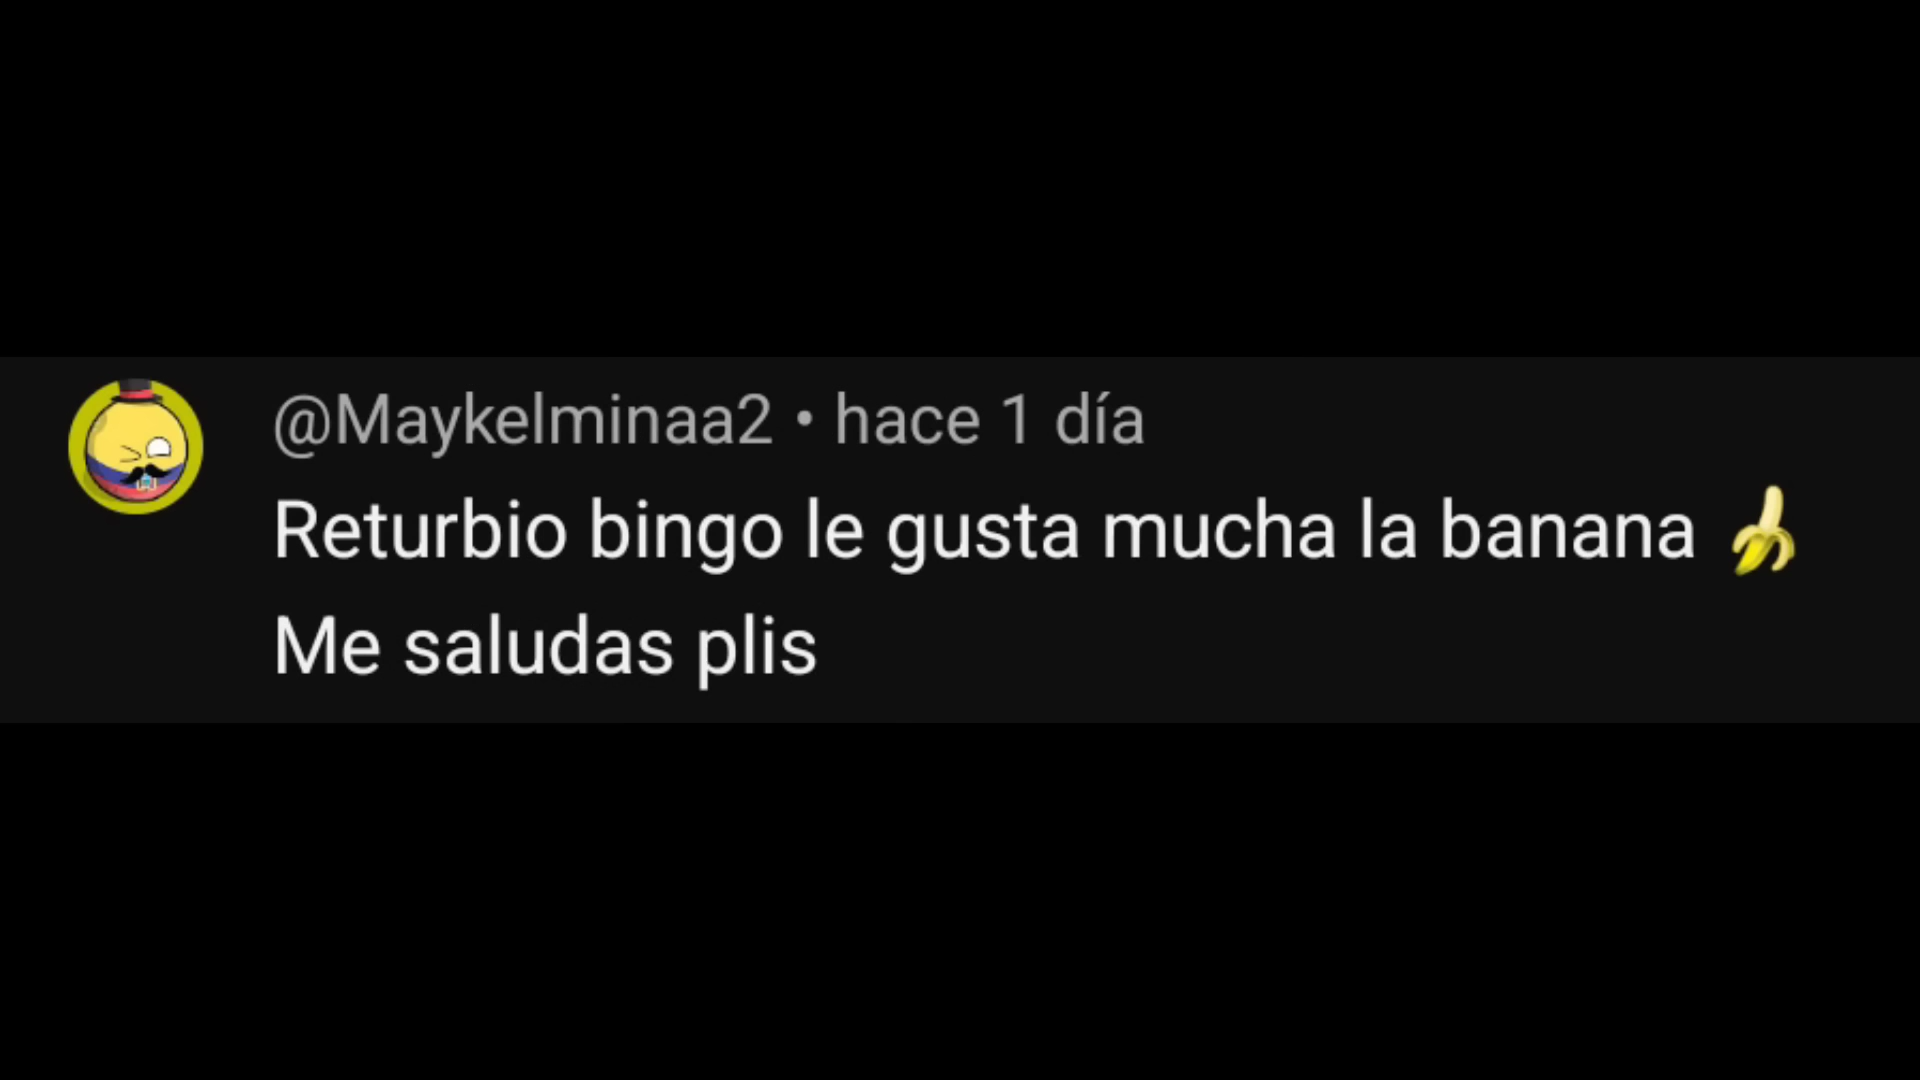 @Maykelminaa2 • hace 1 día
Returbio bingo le gusta mucha la banana 🍌
Me saludas plis